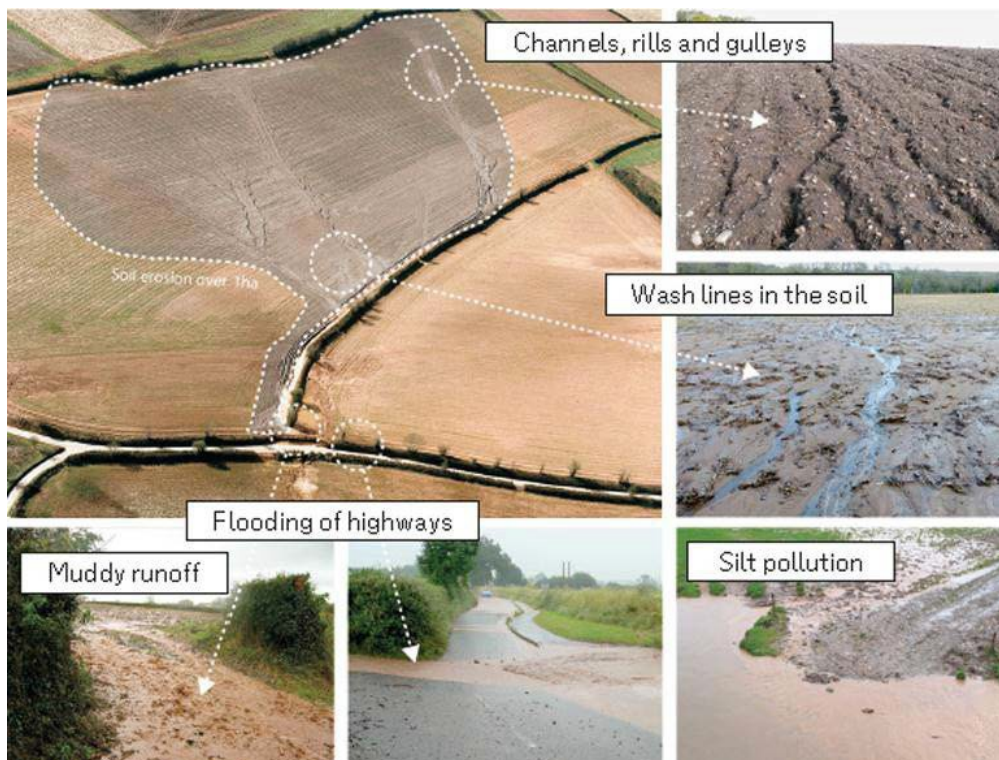 Channels, rills and gulleys
Soil erosion over 1ha
Wash lines in the soil
Flooding of highways
Muddy runoff
Silt pollution